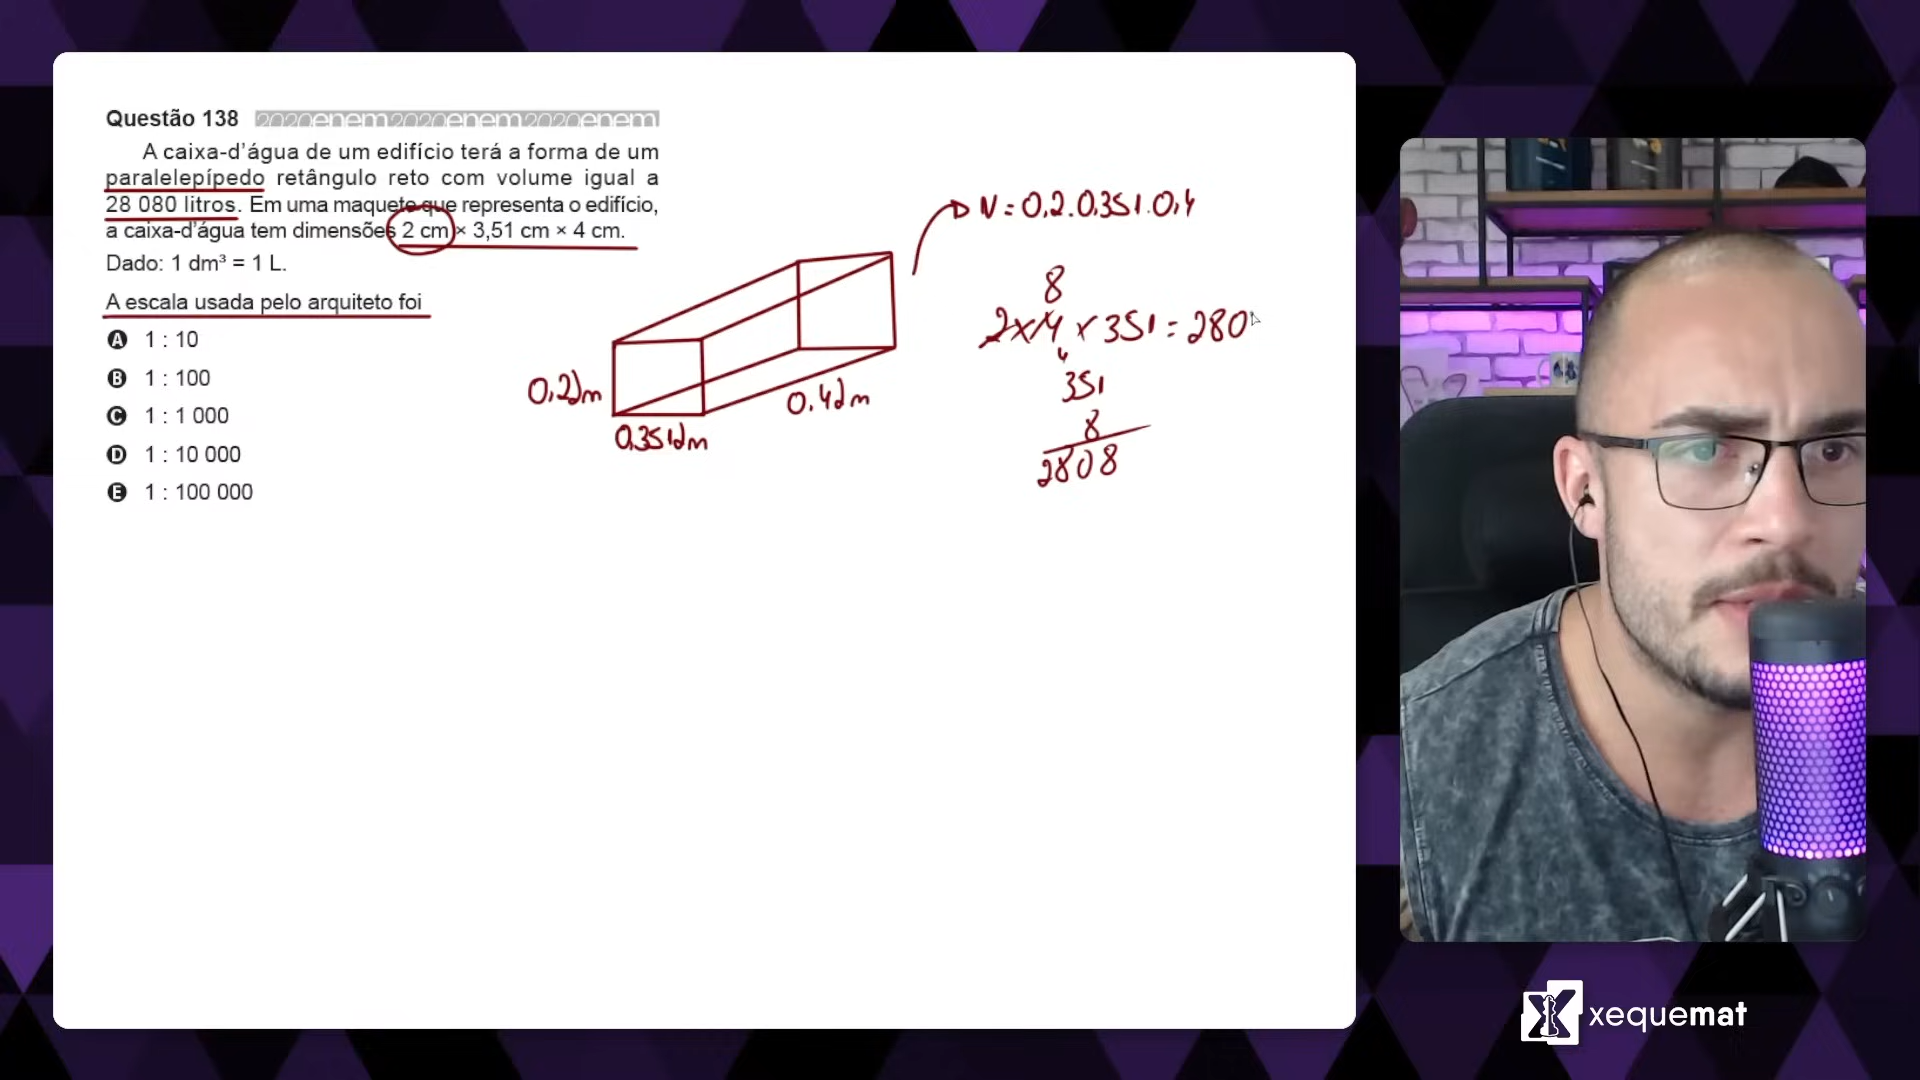 Questão 138 2020enem2020enem2020enem
A caixa-d’água de um edifício terá a forma de um
paralelepípedo retângulo reto com volume igual a
28 080 litros. Em uma maquete que representa o edifício,
a caixa-d’água tem dimensões 2 cm × 3,51 cm × 4 cm.
Dado: 1 dm³ = 1 L.
A escala usada pelo arquiteto foi
A 1 : 10
B 1 : 100
C 1 : 1 000
D 1 : 10 000
E 1 : 100 000
0,2dm
0,351dm
0,4dm
V = 0,2.0,351.0,4
8
2x4 x 351 = 280
4
351
8
2808
xequemat